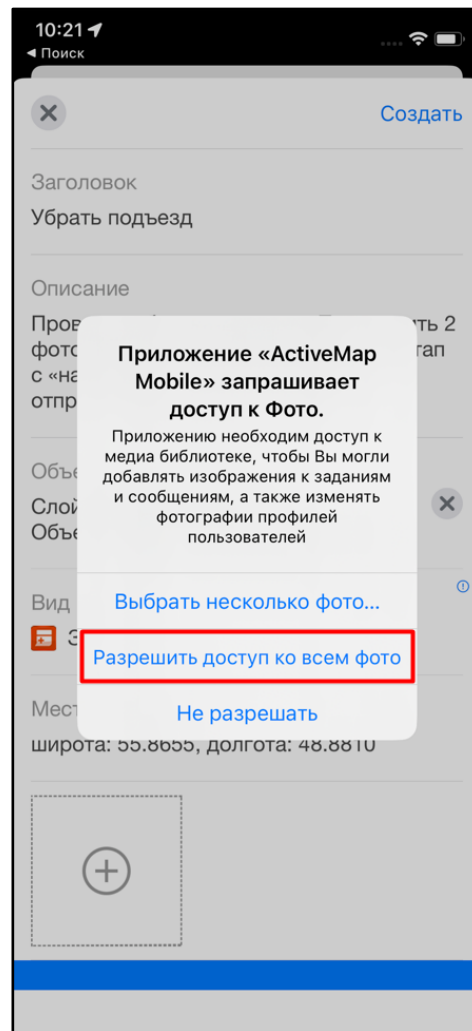 10:21
◀ Поиск
Создать
Заголовок
Убрать подъезд
Описание
Приложение «ActiveMap
Mobile» запрашивает
доступ к Фото.
Приложению необходим доступ к
медиа библиотеке, чтобы Вы могли
добавлять изображения к заданиям
и сообщениям, а также изменять
фотографии профилей
пользователей
Вид
Выбрать несколько фото...
Разрешить доступ ко всем фото
Не разрешать
широта: 55.8655, долгота: 48.8810